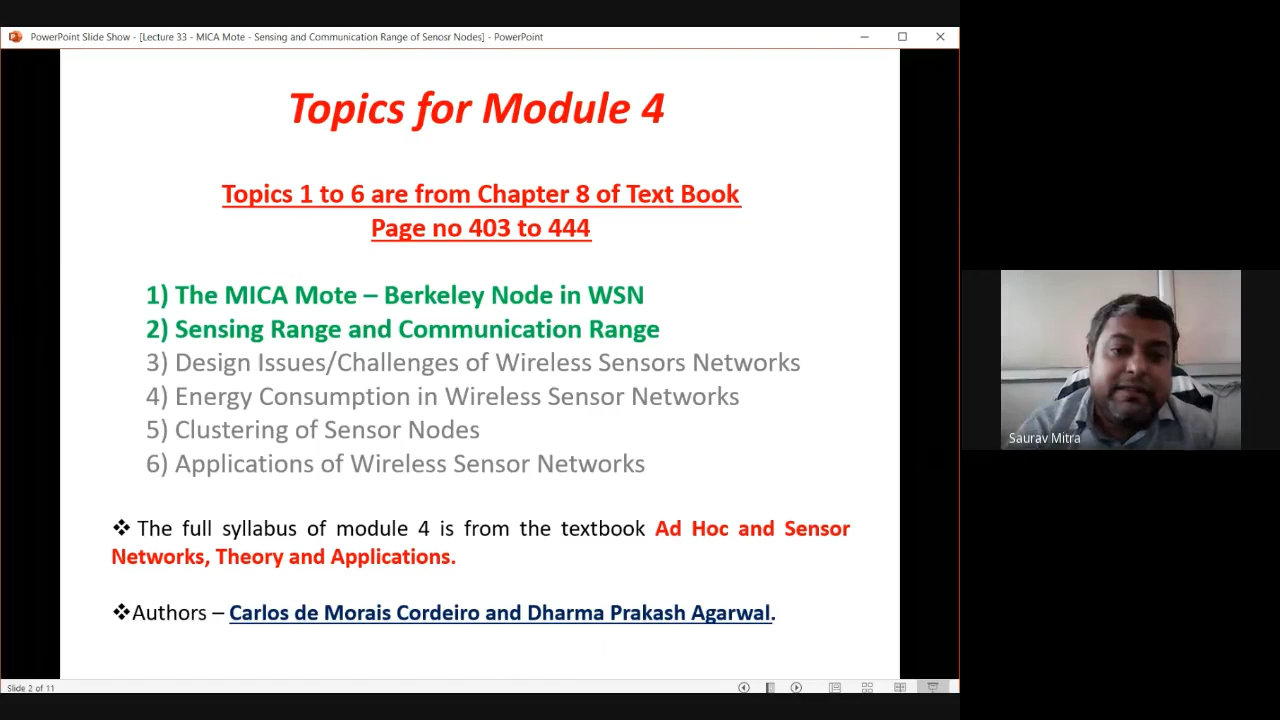 PowerPoint Slide Show - [Lecture 33 - MICA Mote - Sensing and Communication Range of Senosr Nodes] - PowerPoint
Topics for Module 4
Topics 1 to 6 are from Chapter 8 of Text Book
Page no 403 to 444
1) The MICA Mote – Berkeley Node in WSN
2) Sensing Range and Communication Range
3) Design Issues/Challenges of Wireless Sensors Networks
4) Energy Consumption in Wireless Sensor Networks
5) Clustering of Sensor Nodes
6) Applications of Wireless Sensor Networks
❖ The full syllabus of module 4 is from the textbook Ad Hoc and Sensor
Networks, Theory and Applications.
❖Authors – Carlos de Morais Cordeiro and Dharma Prakash Agarwal.
Slide 2 of 11
Saurav Mitra